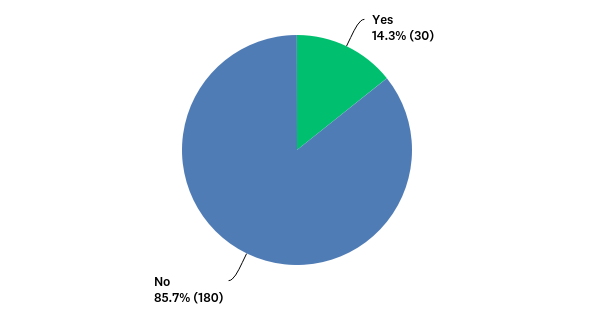 Yes
14.3% (30)
No
85.7% (180)